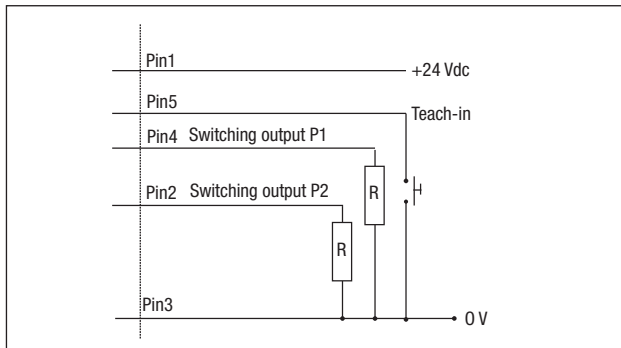 Pin1
+24 Vdc
Pin5
Teach-in
Pin4 Switching output P1
R
Pin2 Switching output P2
R
Pin3
0 V